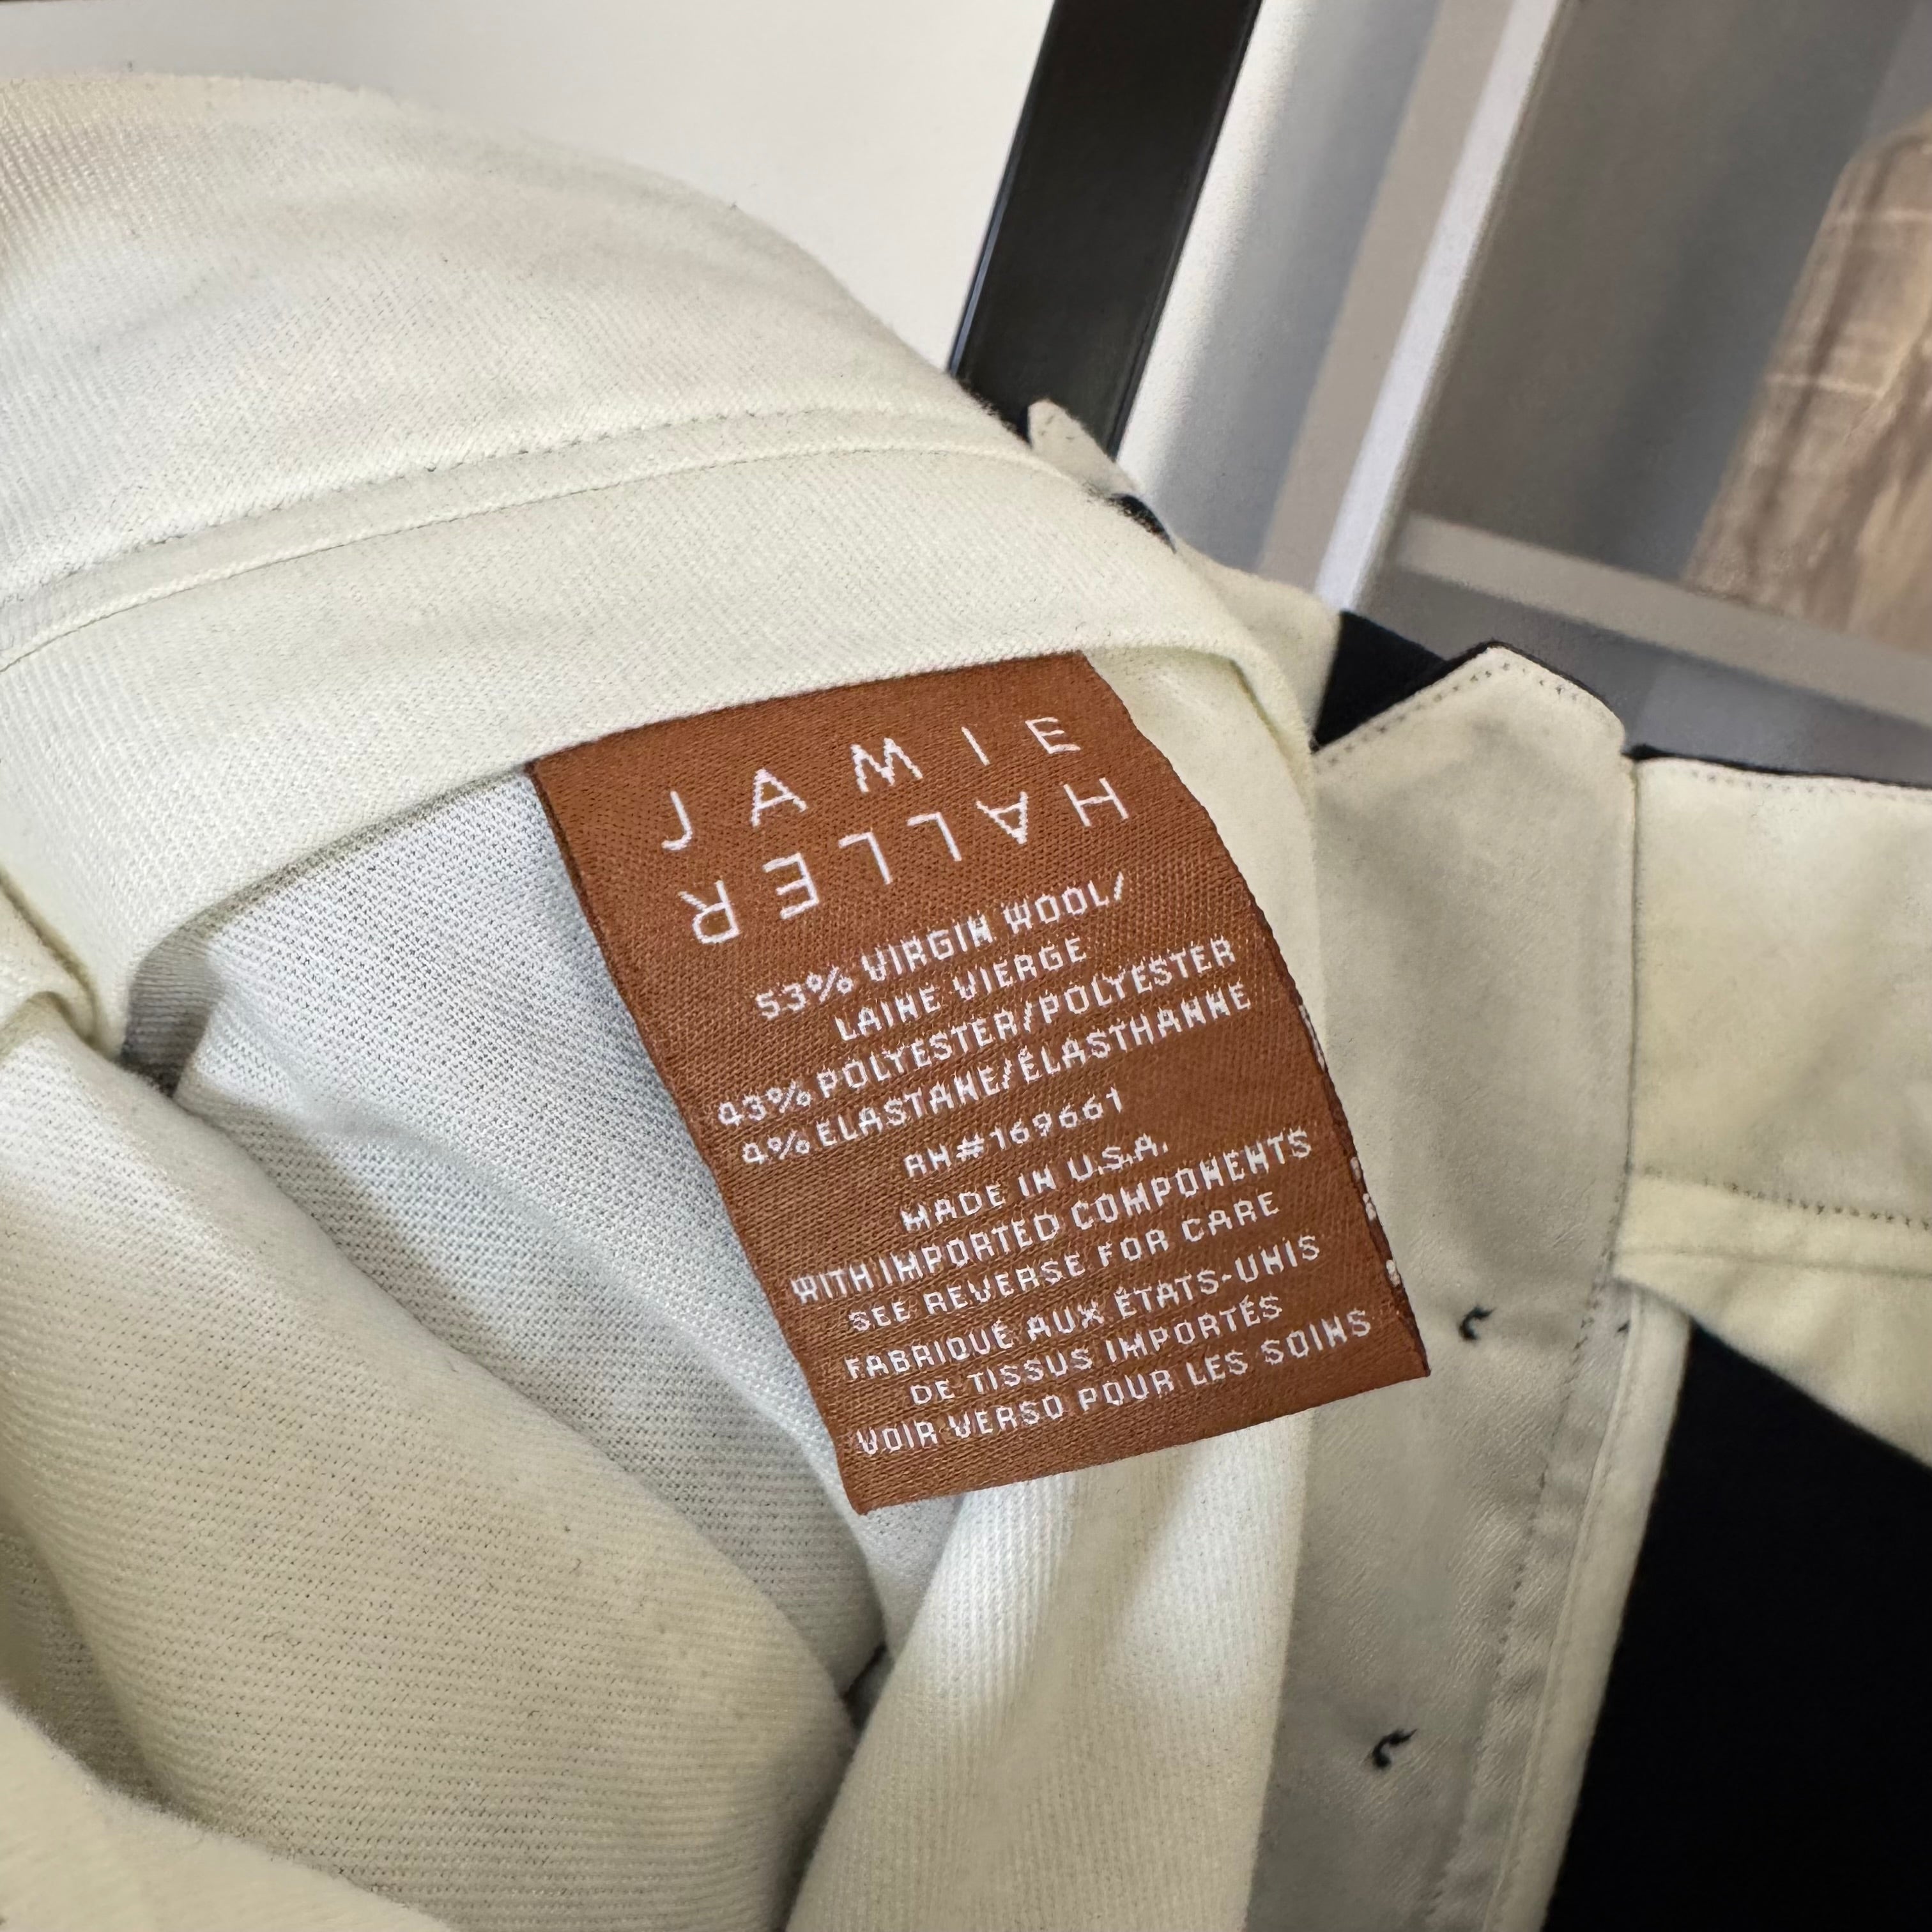 JAMIE
HALLER
53% VIRGIN WOOL/
LAINE VIERGE
43% POLYESTER/POLYESTER
4% ELASTANE/ÉLASTHANNE
RN#169661
MADE IN U.S.A.
WITH IMPORTED COMPONENTS
SEE REVERSE FOR CARE
FABRIQUÉ AUX ÉTATS-UNIS
DE TISSUS IMPORTÉS
VOIR VERSO POUR LES SOINS